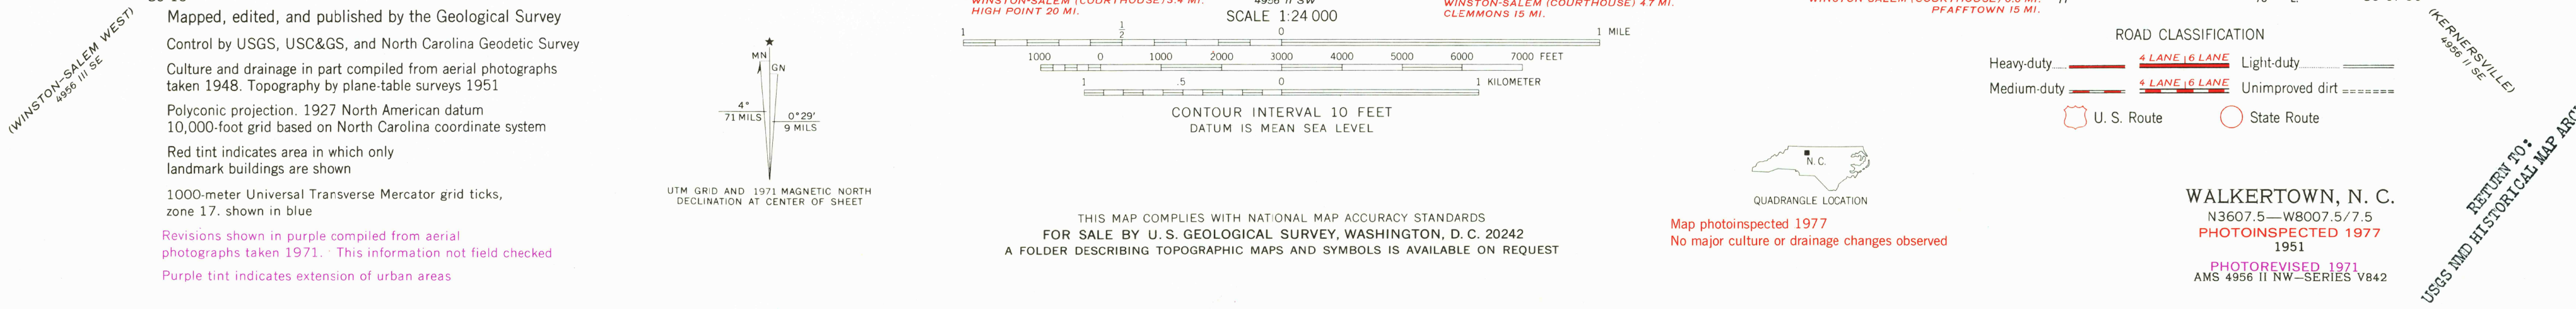 (WINSTON-SALEM WEST)
4956 III SE
Mapped, edited, and published by the Geological Survey
Control by USGS, USC&GS, and North Carolina Geodetic Survey
Culture and drainage in part compiled from aerial photographs
taken 1948. Topography by plane-table surveys 1951
Polyconic projection. 1927 North American datum
10,000-foot grid based on North Carolina coordinate system
Red tint indicates area in which only
landmark buildings are shown
1000-meter Universal Transverse Mercator grid ticks,
zone 17. shown in blue
Revisions shown in purple compiled from aerial
photographs taken 1971. This information not field checked
Purple tint indicates extension of urban areas
MN
GN
4°
71 MILS
0°29′
9 MILS
UTM GRID AND 1971 MAGNETIC NORTH
DECLINATION AT CENTER OF SHEET
WINSTON-SALEM (COURTHOUSE) 3.4 MI.
HIGH POINT 20 MI.
4956 II SW
SCALE 1:24 000
WINSTON-SALEM (COURTHOUSE) 4.7 MI.
CLEMMONS 15 MI.
PFAFFTOWN 15 MI.
1 ½ 0 1 MILE
1000 0 1000 2000 3000 4000 5000 6000 7000 FEET
1 .5 0 1 KILOMETER
CONTOUR INTERVAL 10 FEET
DATUM IS MEAN SEA LEVEL
THIS MAP COMPLIES WITH NATIONAL MAP ACCURACY STANDARDS
FOR SALE BY U. S. GEOLOGICAL SURVEY, WASHINGTON, D. C. 20242
A FOLDER DESCRIBING TOPOGRAPHIC MAPS AND SYMBOLS IS AVAILABLE ON REQUEST
N. C.
QUADRANGLE LOCATION
Map photoinspected 1977
No major culture or drainage changes observed
ROAD CLASSIFICATION
Heavy-duty 4 LANE 6 LANE Light-duty
Medium-duty 4 LANE 6 LANE Unimproved dirt
U. S. Route State Route
(KERNERSVILLE)
4956 II SE
WALKERTOWN, N. C.
N3607.5—W8007.5/7.5
PHOTOINSPECTED 1977
1951
PHOTOREVISED 1971
AMS 4956 II NW—SERIES V842
RETURN TO:
USGS NMD HISTORICAL MAP